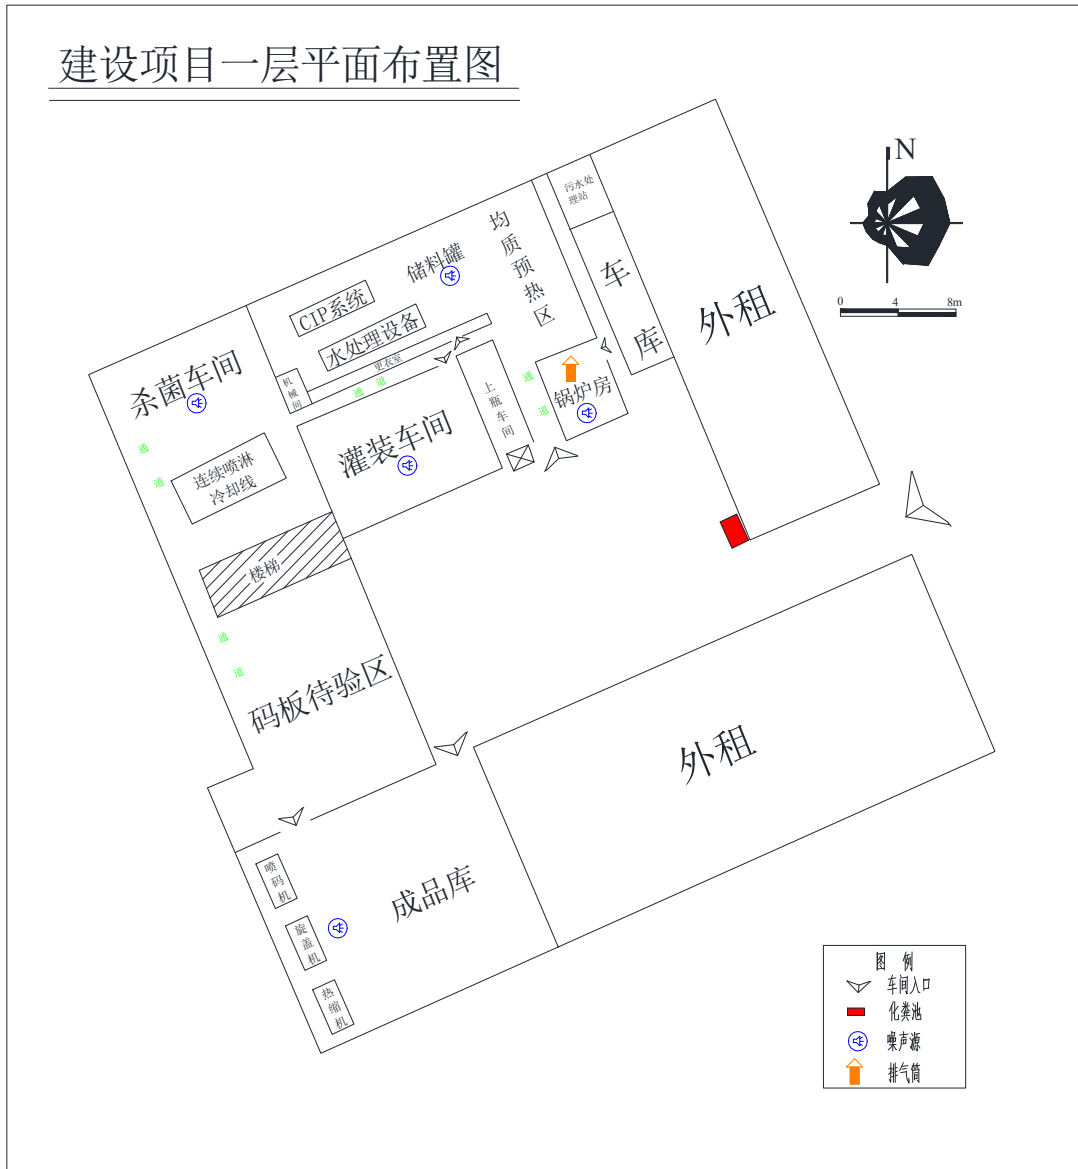 建设项目一层平面布置图
N
0 4 8m
污水处
理站
均质预热区
储料罐
车库
外租
CIP系统
水处理设备
更衣室
机械间
通道
杀菌车间
上瓶车间
通道
锅炉房
灌装车间
通道
连续喷淋
冷却线
楼梯
通道
码板待验区
外租
成品库
喷码机
旋盖机
热缩机
图 例
车间入口
化粪池
噪声源
排气筒